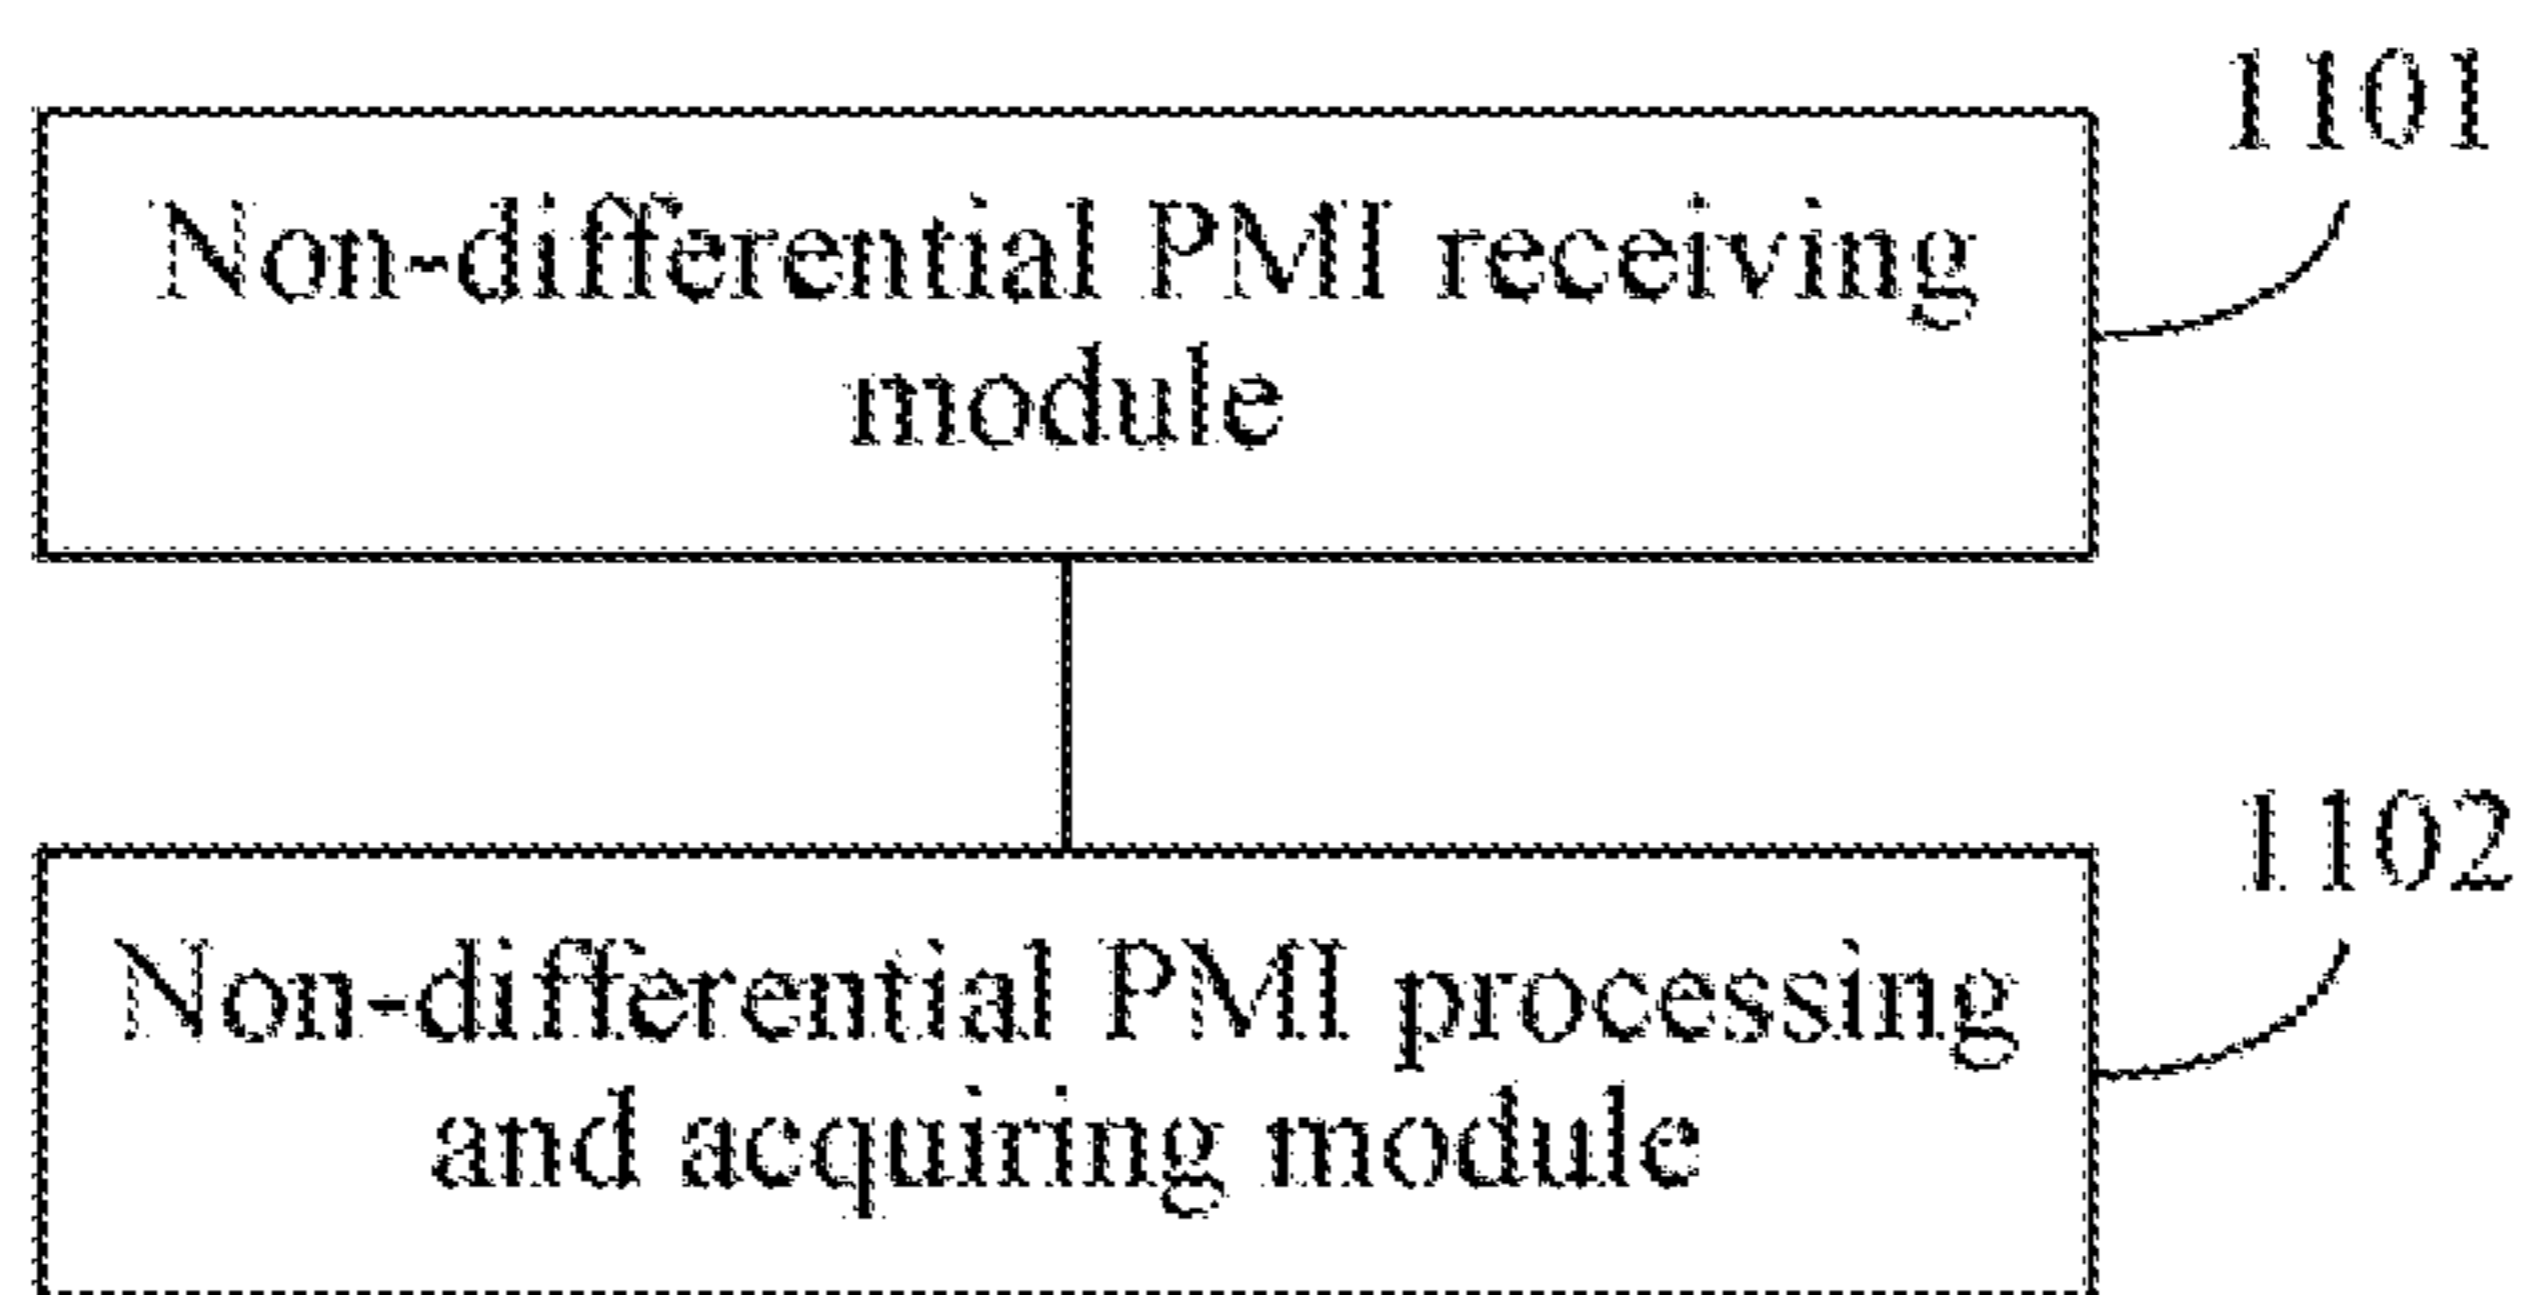 1101
Non-differential PMI receiving
module
1102
Non-differential PMI processing
and acquiring module